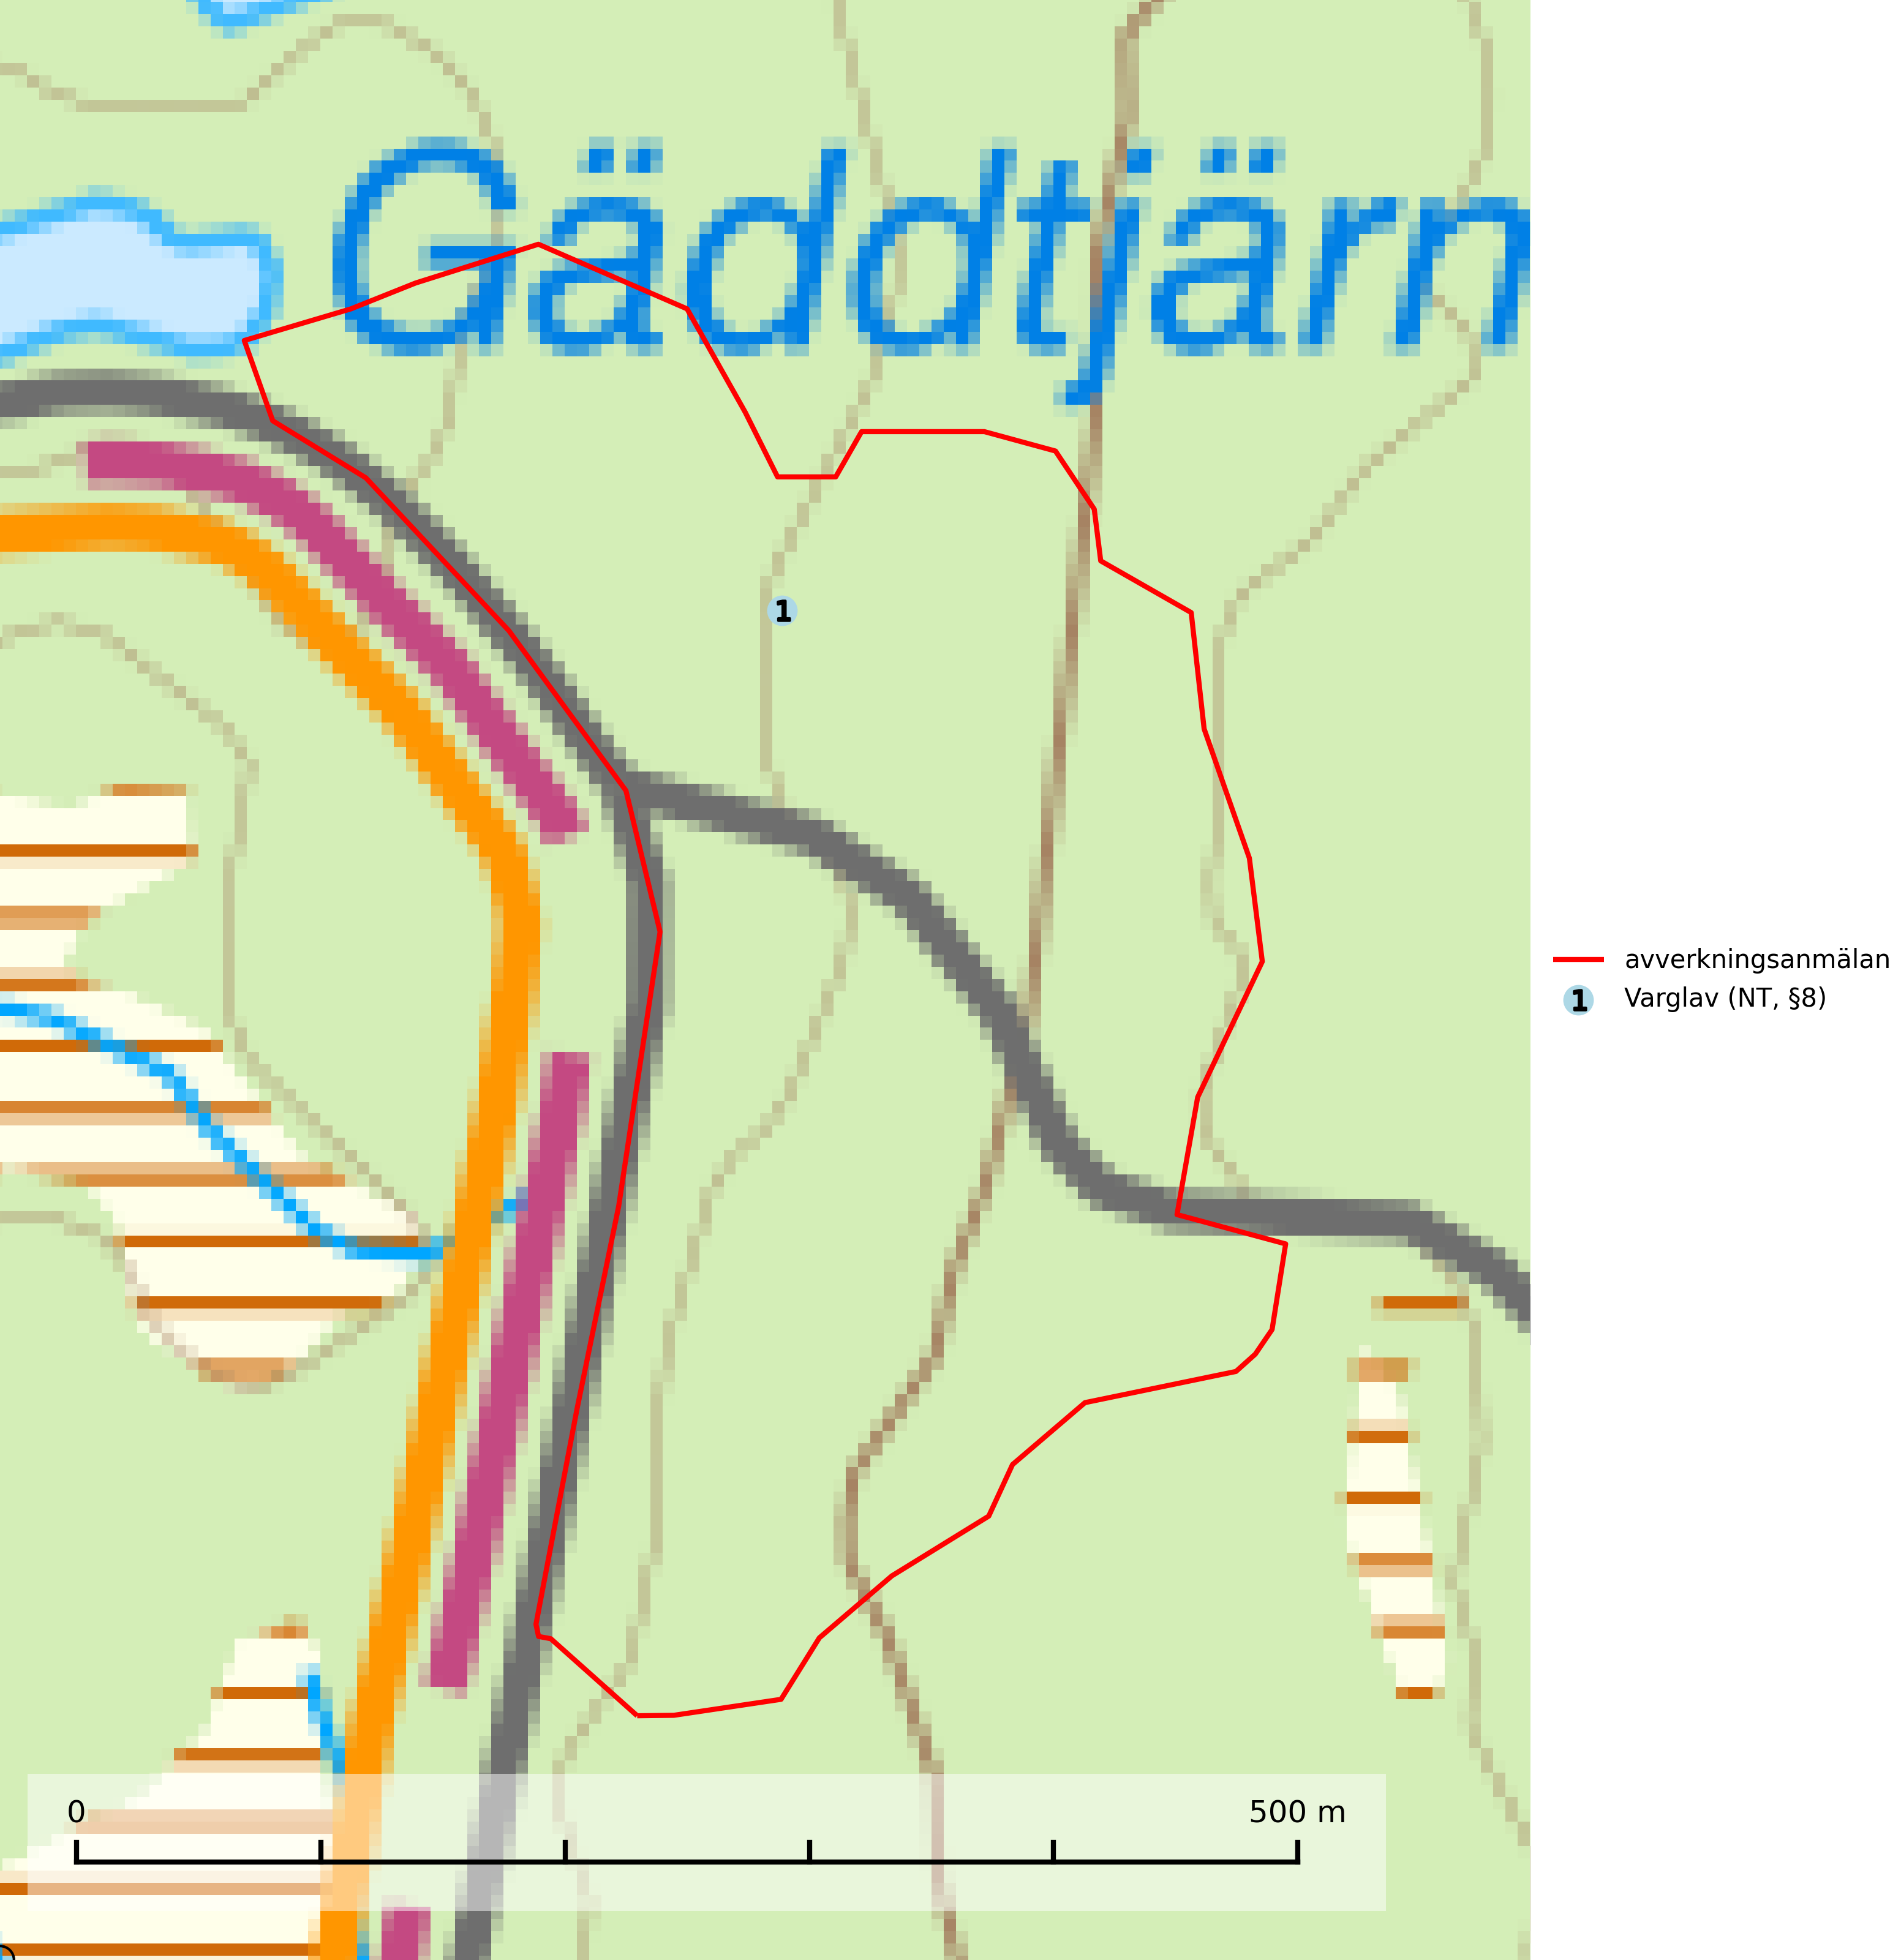 Gäddtjärn
1
avverkningsanmälan
1 Varglav (NT, §8)
0 500 m